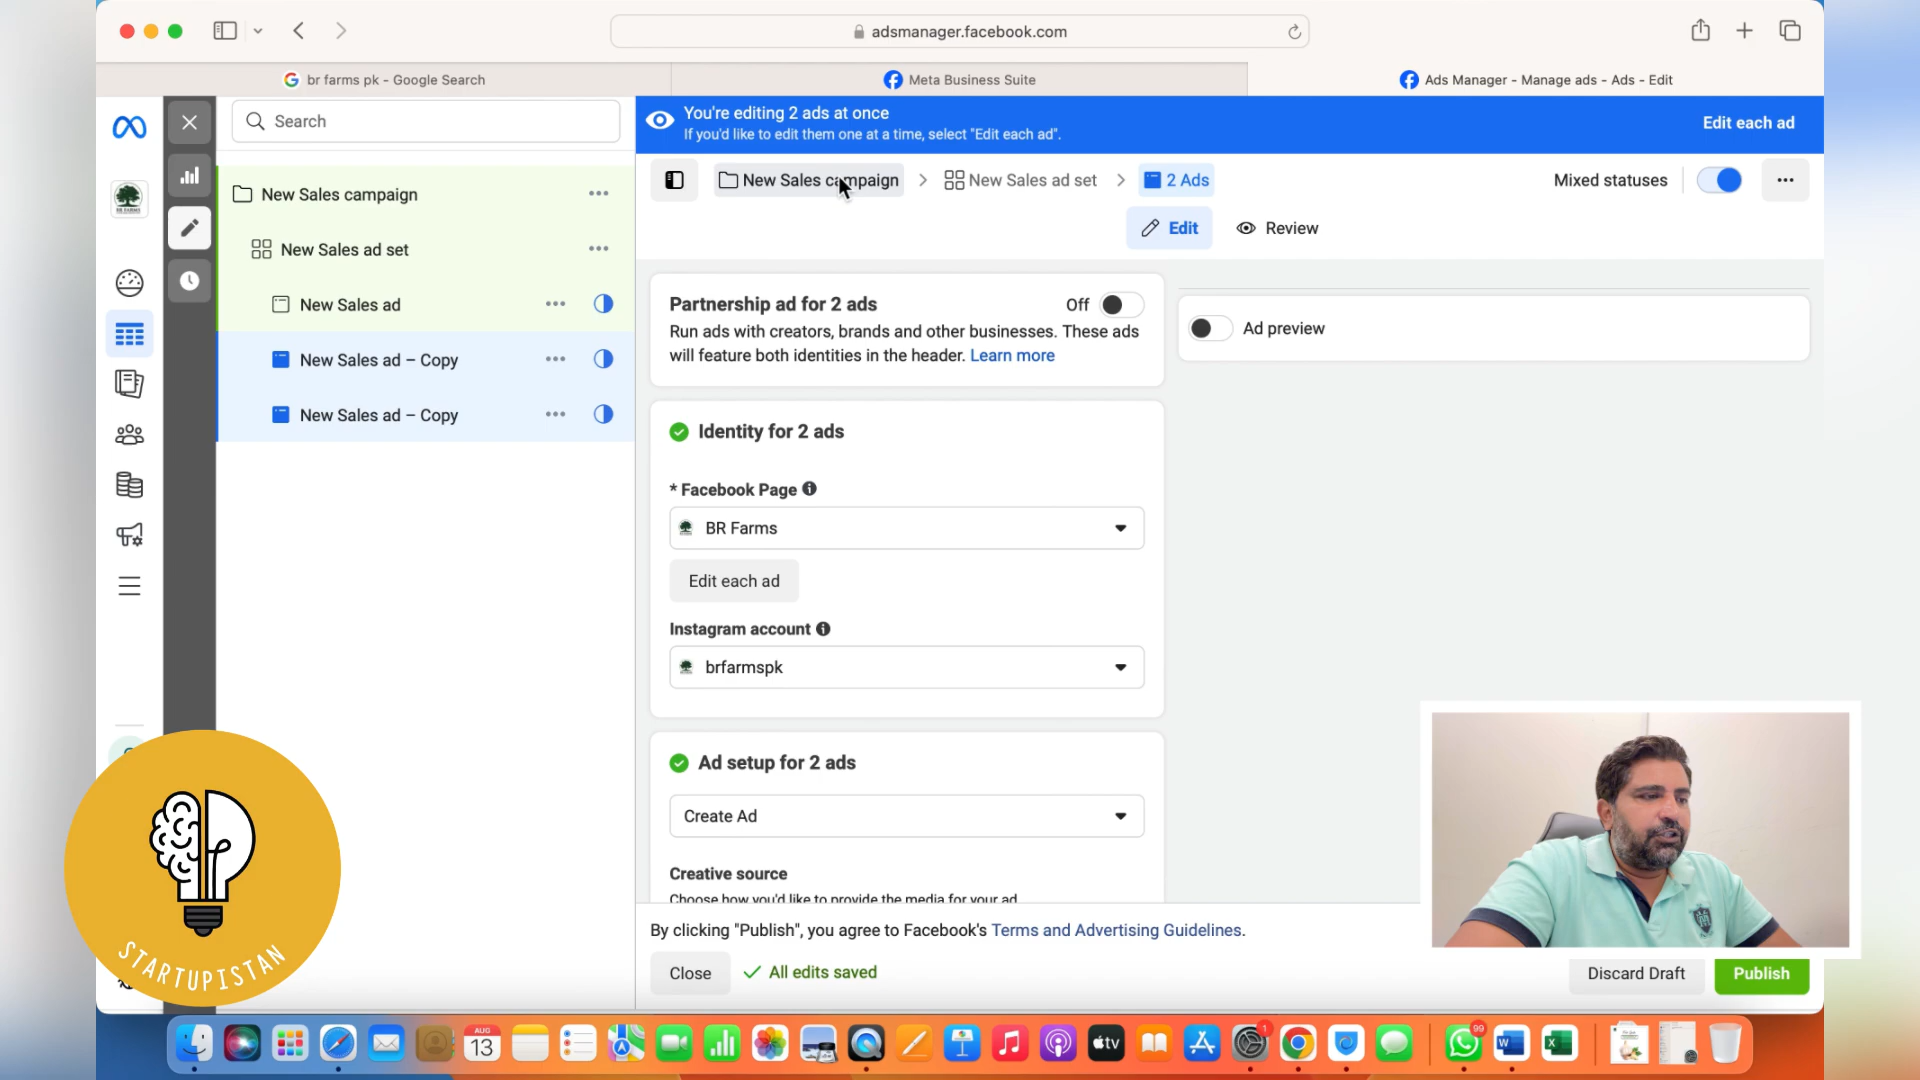 adsmanager.facebook.com
br farms pk - Google Search
Meta Business Suite
Ads Manager - Manage ads - Ads - Edit
Search
You're editing 2 ads at once
If you'd like to edit them one at a time, select "Edit each ad".
Edit each ad
New Sales campaign
New Sales ad set
2 Ads
Mixed statuses
Edit
Review
New Sales campaign
New Sales ad set
New Sales ad
New Sales ad – Copy
New Sales ad – Copy
Partnership ad for 2 ads
Off
Run ads with creators, brands and other businesses. These ads
will feature both identities in the header. Learn more
Ad preview
Identity for 2 ads
* Facebook Page
BR Farms
Edit each ad
Instagram account
brfarmspk
Ad setup for 2 ads
Create Ad
Creative source
Choose how you'd like to provide the media for your ad
By clicking "Publish", you agree to Facebook's Terms and Advertising Guidelines.
Close
All edits saved
Discard Draft
Publish
STARTUPISTAN
AUG
13
tv
1
99
W
X